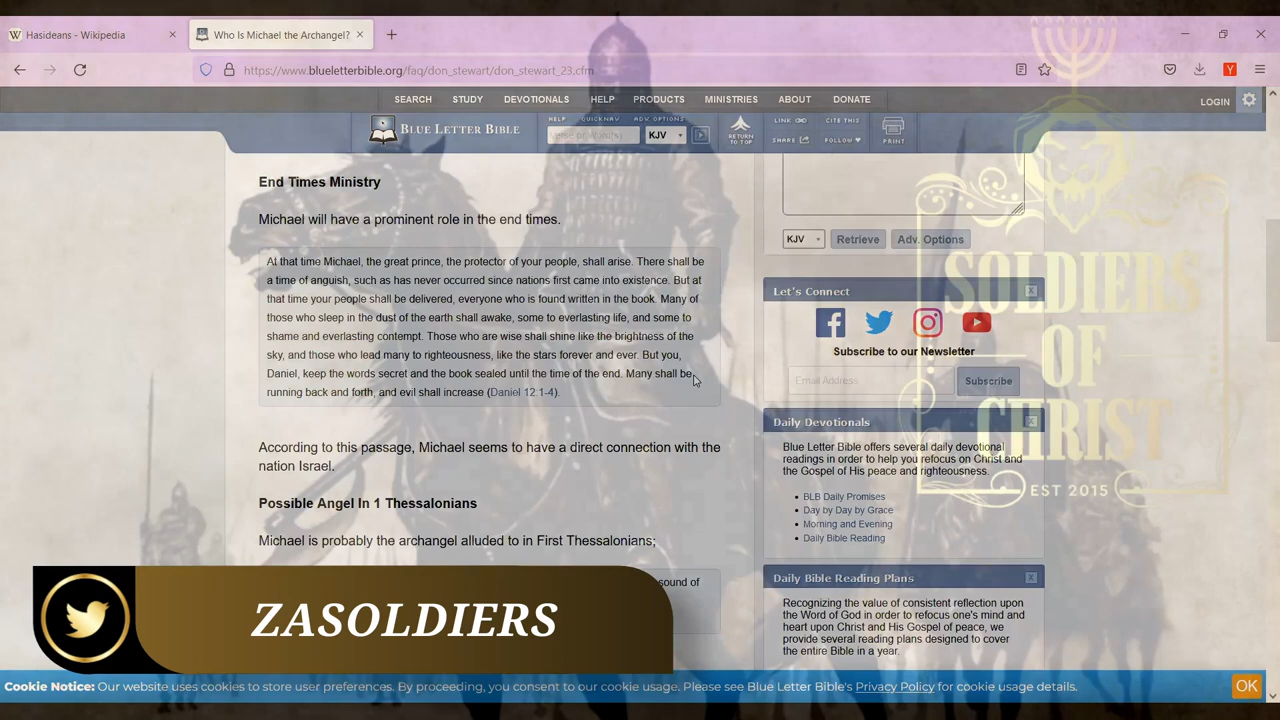 Hasideans - Wikipedia
Who Is Michael the Archangel?
https://www.blueletterbible.org/faq/don_stewart/don_stewart_23.cfm
SEARCH STUDY DEVOTIONALS HELP PRODUCTS MINISTRIES ABOUT DONATE
LOGIN
BLUE LETTER BIBLE
HELP QUICKNAV ADV. OPTIONS
Verse or Word(s)
KJV
RETURN TO TOP
LINK
CITE THIS
SHARE
FOLLOW
PRINT
End Times Ministry
Michael will have a prominent role in the end times.
At that time Michael, the great prince, the protector of your people, shall arise. There shall be
a time of anguish, such as has never occurred since nations first came into existence. But at
that time your people shall be delivered, everyone who is found written in the book. Many of
those who sleep in the dust of the earth shall awake, some to everlasting life, and some to
shame and everlasting contempt. Those who are wise shall shine like the brightness of the
sky, and those who lead many to righteousness, like the stars forever and ever. But you,
Daniel, keep the words secret and the book sealed until the time of the end. Many shall be
running back and forth, and evil shall increase (Daniel 12:1-4).
According to this passage, Michael seems to have a direct connection with the
nation Israel.
Possible Angel In 1 Thessalonians
Michael is probably the archangel alluded to in First Thessalonians;
sound of
KJV
Retrieve
Adv. Options
Let's Connect
X
Subscribe to our Newsletter
Email Address
Subscribe
Daily Devotionals
X
Blue Letter Bible offers several daily devotional
readings in order to help you refocus on Christ and
the Gospel of His peace and righteousness.
BLB Daily Promises
Day by Day by Grace
Morning and Evening
Daily Bible Reading
Daily Bible Reading Plans
X
Recognizing the value of consistent reflection upon
the Word of God in order to refocus one's mind and
heart upon Christ and His Gospel of peace, we
provide several reading plans designed to cover
the entire Bible in a year.
SOLDIERS
OF
CHRIST
EST 2015
ZASOLDIERS
Cookie Notice: Our website uses cookies to store user preferences. By proceeding, you consent to our cookie usage. Please see Blue Letter Bible's Privacy Policy for cookie usage details.
OK